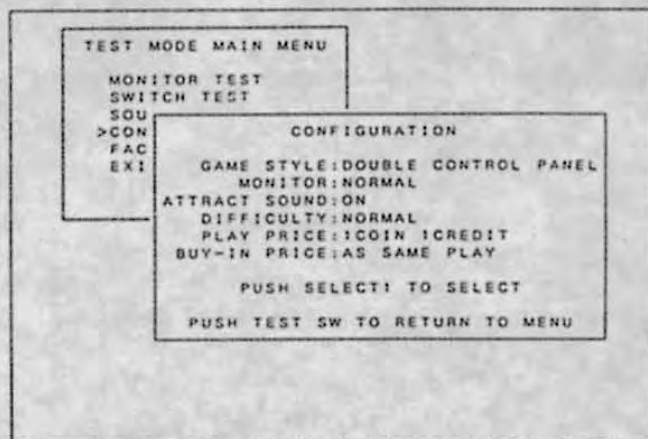 TEST MODE MAIN MENU
MONITOR TEST
SWITCH TEST
SOU
>CON
FAC
EXI
CONFIGURATION
GAME STYLE:DOUBLE CONTROL PANEL
MONITOR:NORMAL
ATTRACT SOUND:ON
DIFFICULTY:NORMAL
PLAY PRICE:1COIN 1CREDIT
BUY-IN PRICE:AS SAME PLAY
PUSH SELECT! TO SELECT
PUSH TEST SW TO RETURN TO MENU